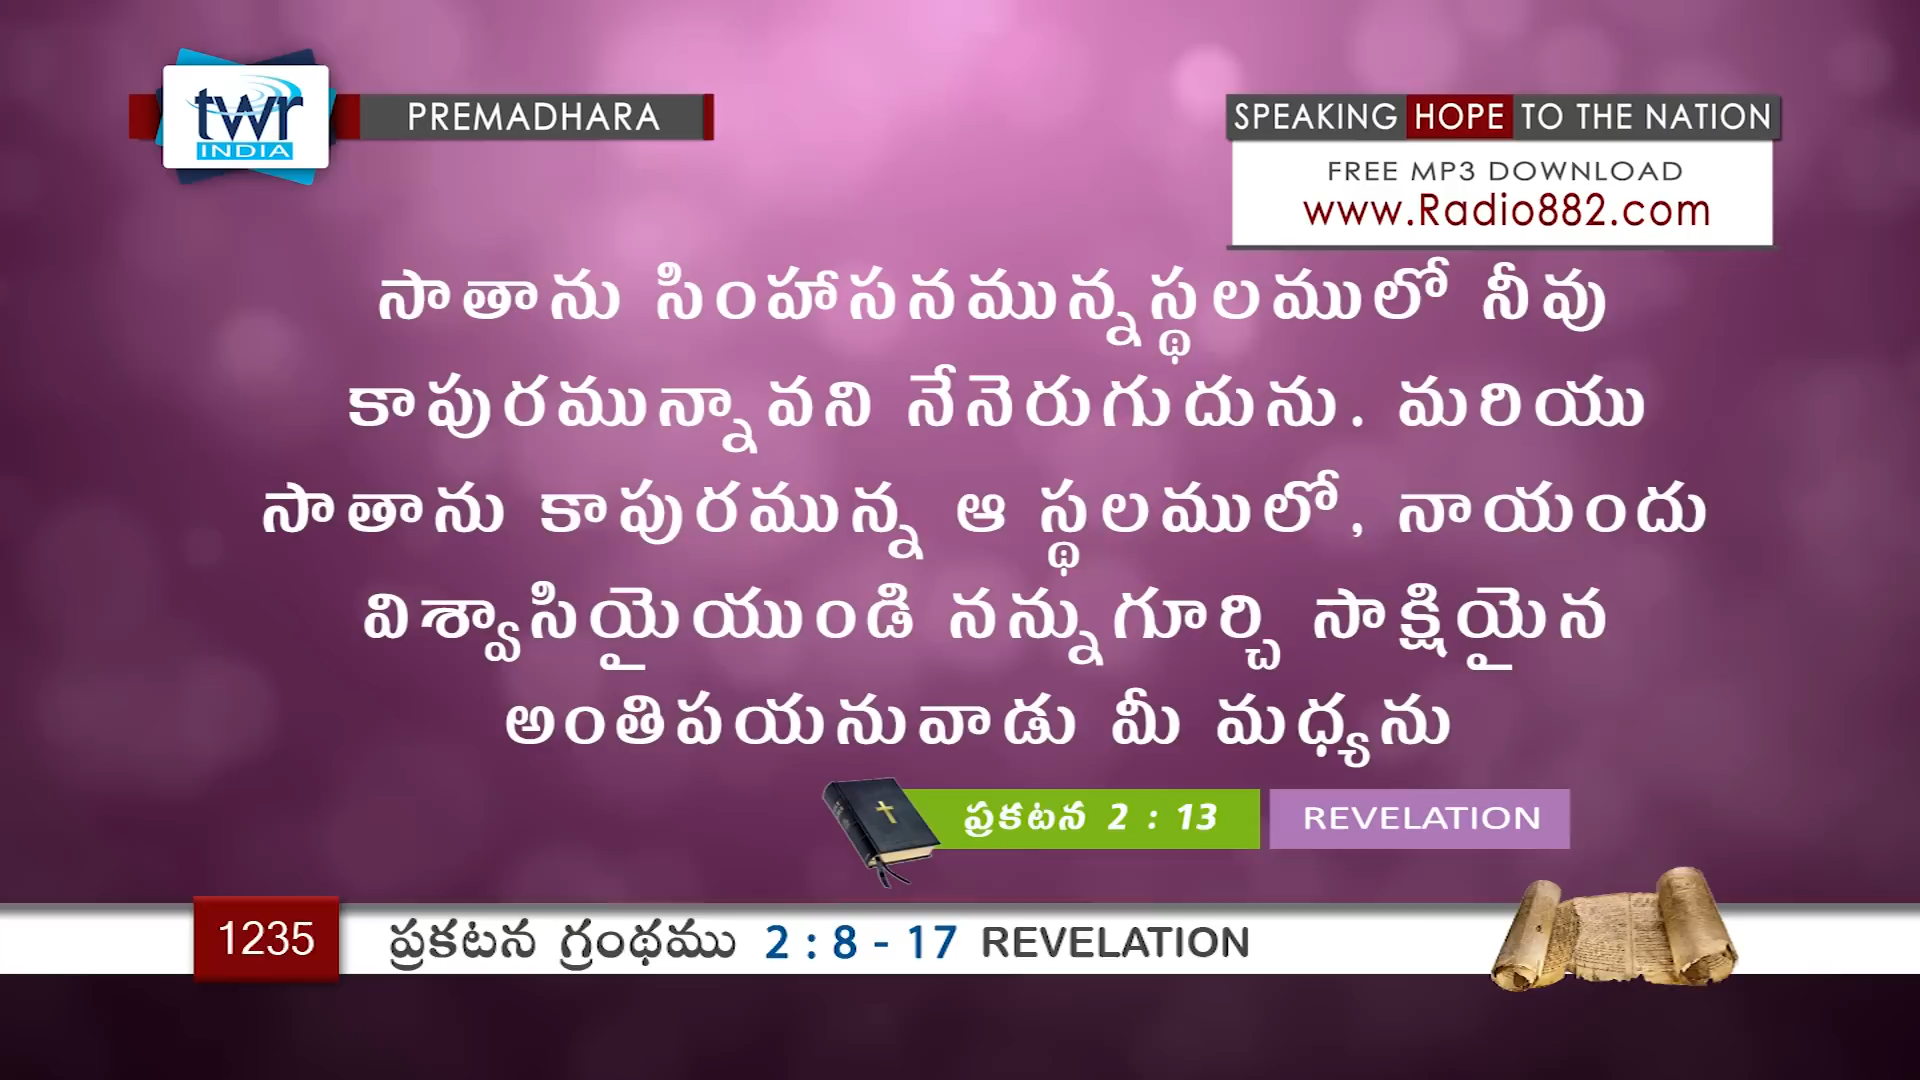 twr
INDIA
PREMADHARA
SPEAKING HOPE TO THE NATION
FREE MP3 DOWNLOAD
www.Radio882.com
సాతాను సింహాసనమున్నస్థలములో నీవు
కాపురమున్నావని నేనెరుగుదును. మరియు
సాతాను కాపురమున్న ఆ స్థలములో, నాయందు
విశ్వాసియైయుండి నన్నుగూర్చి సాక్షియైన
అంతిపయనువాడు మీ మధ్యను
ప్రకటన 2 : 13
REVELATION
1235
ప్రకటన గ్రంథము 2 : 8 - 17 REVELATION